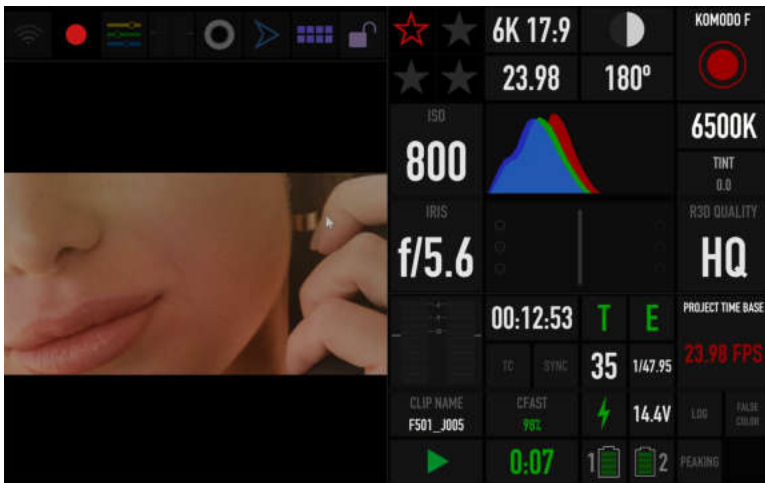 6K 17:9
KOMODO F
23.98
180º
ISO
800
6500K
TINT
0.0
IRIS
f/5.6
R3D QUALITY
HQ
00:12:53
T
E
PROJECT TIME BASE
23.98 FPS
TC
SYNC
35
1/47.95
CLIP NAME
F501_J005
CFAST
98%
14.4V
LOG
FALSE
COLOR
0:07
1
2
PEAKING